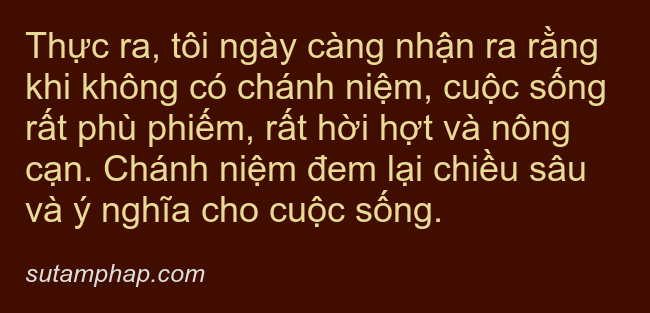 Thực ra, tôi ngày càng nhận ra rằng
khi không có chánh niệm, cuộc sống
rất phù phiếm, rất hời hợt và nông
cạn. Chánh niệm đem lại chiều sâu
và ý nghĩa cho cuộc sống.
sutamphap.com